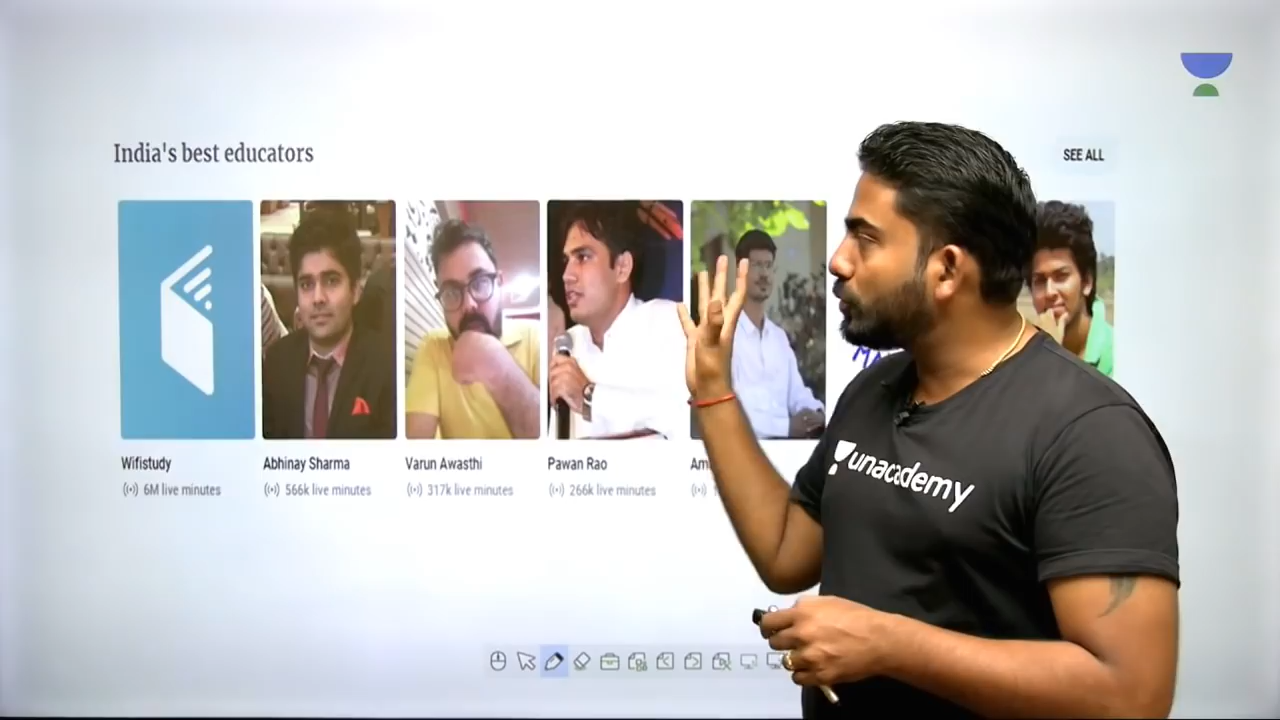 India's best educators
SEE ALL
Wifistudy
Abhinay Sharma
Varun Awasthi
Pawan Rao
6M live minutes
566k live minutes
317k live minutes
266k live minutes
unacademy